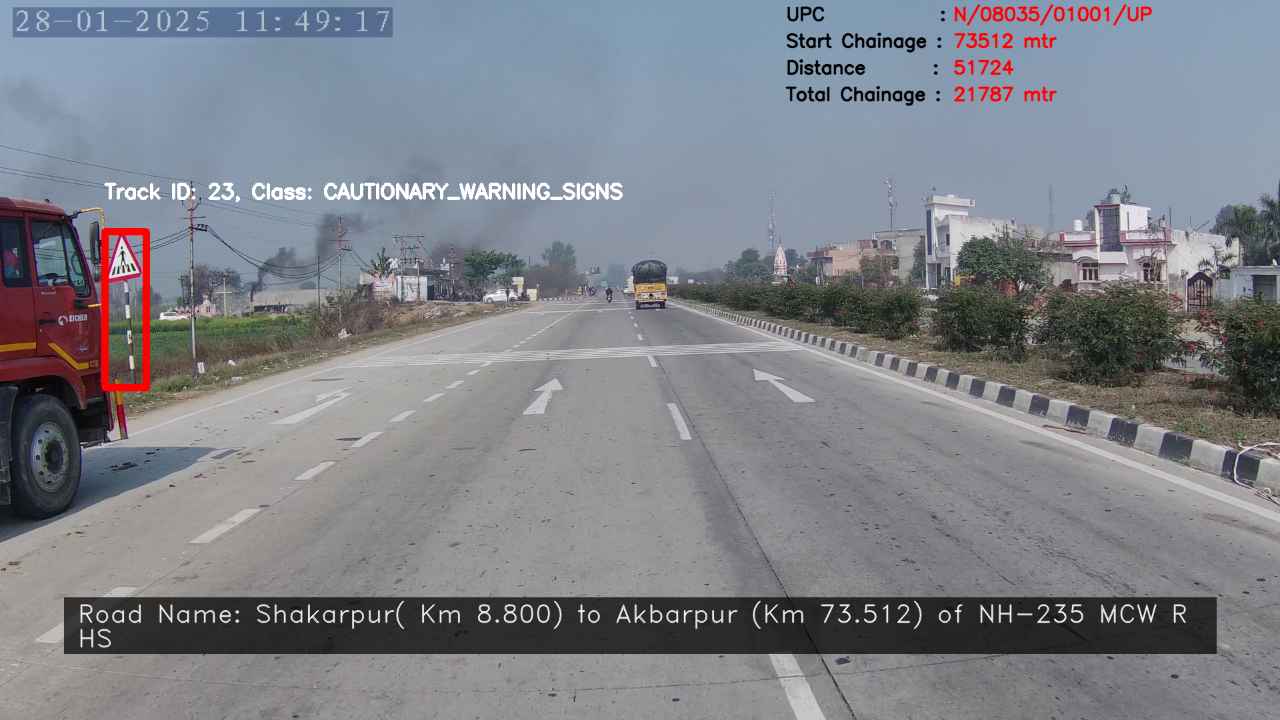 28-01-2025 11:49:17
UPC : N/08035/01001/UP
Start Chainage : 73512 mtr
Distance : 51724
Total Chainage : 21787 mtr
Track ID: 23, Class: CAUTIONARY_WARNING_SIGNS
EICHER
Road Name: Shakarpur( Km 8.800) to Akbarpur (Km 73.512) of NH-235 MCW R
HS